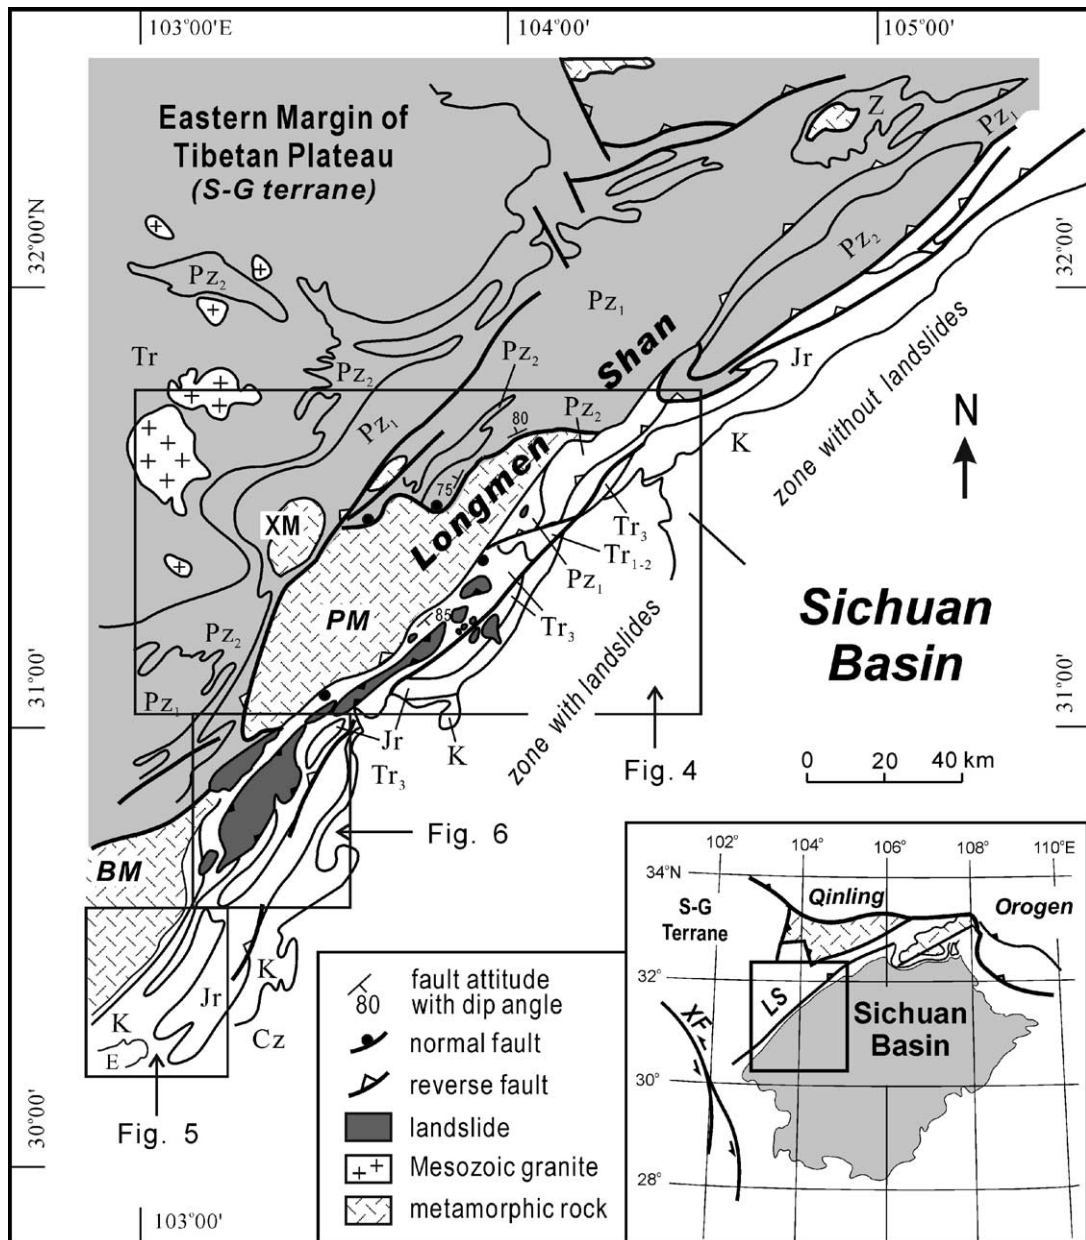 103°00'E
104°00'
105°00'
Eastern Margin of
Tibetan Plateau
(S-G terrane)
Z
Pz₁
32°00'N
32°00'
Pz₂
Pz₂
Pz₁
Tr
Pz₂
Pz₂
Shan
Jr
zone without landslides
Pz₁
80
Pz₂
K
N
75
Longmen
XM
Tr₃
Tr₁₋₂
Pz₁
PM
85
Tr₃
Sichuan
Basin
Pz₂
31°00'
31°00'
Pz₁
zone with landslides
Jr
K
Tr₃
Fig. 4
0 20 40 km
Fig. 6
BM
K
Jr
K
E
Cz
30°00'
Fig. 5
103°00'
80
fault attitude
with dip angle
normal fault
reverse fault
landslide
Mesozoic granite
metamorphic rock
102°
104°
106°
108°
110°E
34°N
Qinling
S-G
Terrane
Orogen
32°
LS
XF
Sichuan
Basin
30°
28°